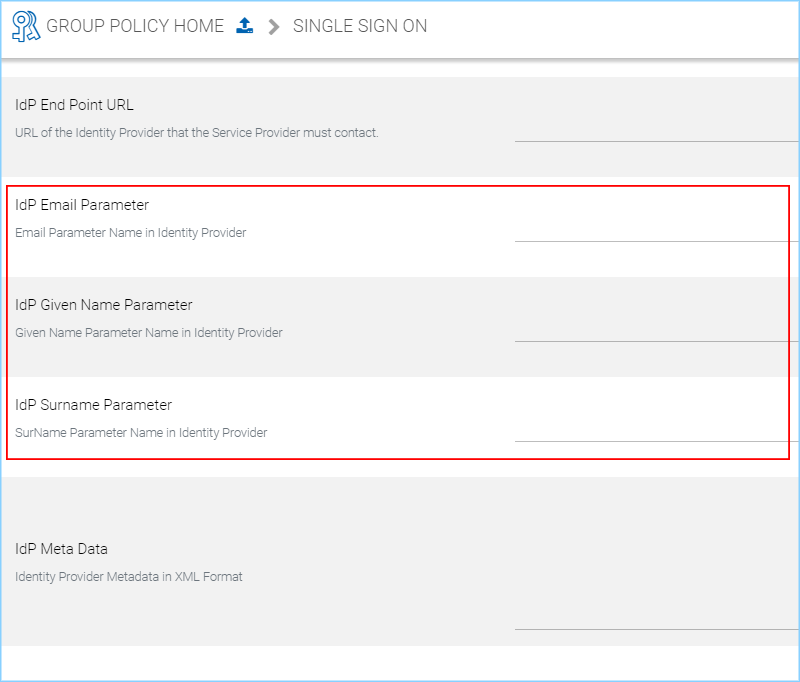 GROUP POLICY HOME SINGLE SIGN ON
IdP End Point URL
URL of the Identity Provider that the Service Provider must contact.
IdP Email Parameter
Email Parameter Name in Identity Provider
IdP Given Name Parameter
Given Name Parameter Name in Identity Provider
IdP Surname Parameter
SurName Parameter Name in Identity Provider
IdP Meta Data
Identity Provider Metadata in XML Format